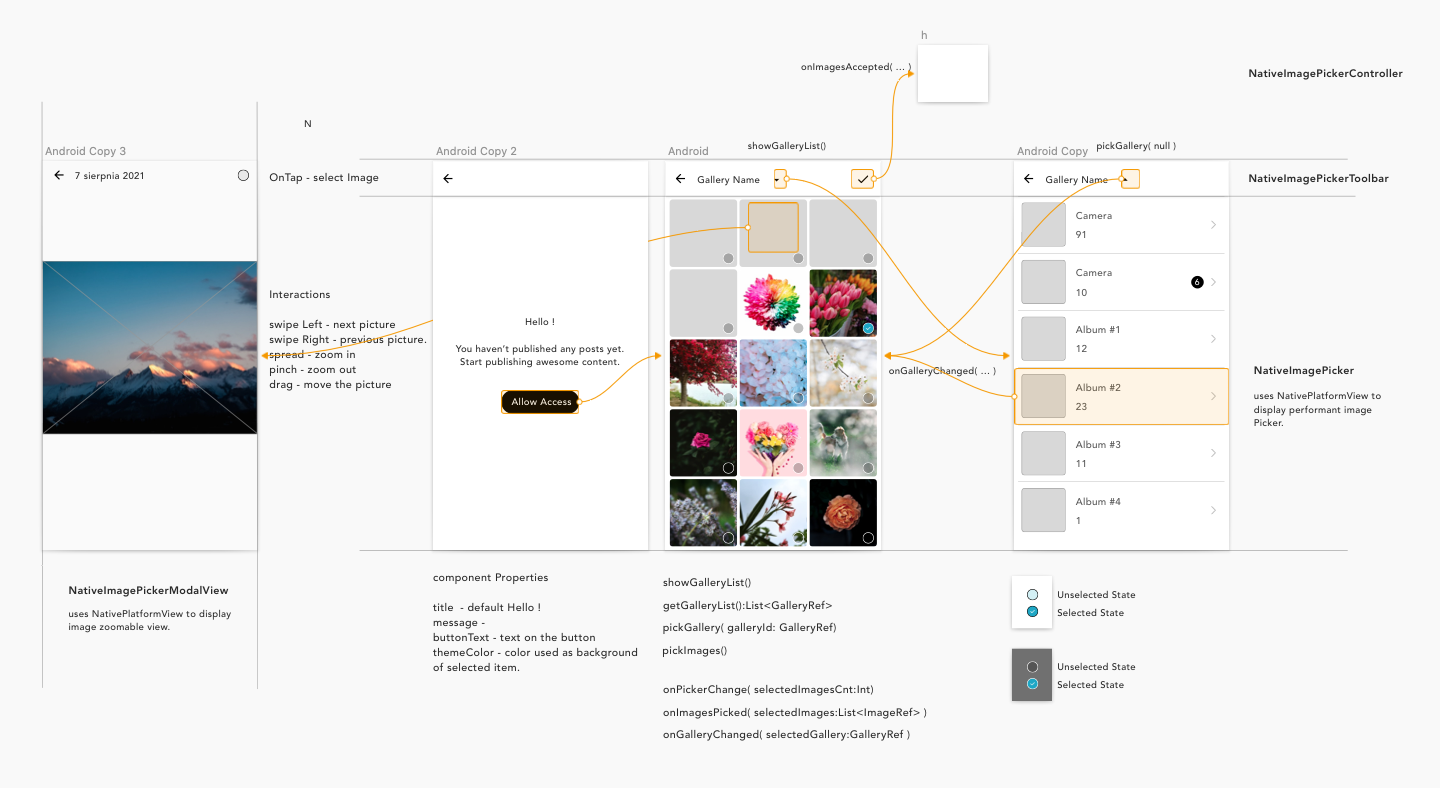 h
onImagesAccepted( ... )
NativeImagePickerController
N
Android Copy 3
7 sierpnia 2021
OnTap - select Image
Interactions
swipe Left - next picture
swipe Right - previous picture.
spread - zoom in
pinch - zoom out
drag - move the picture
NativeImagePickerModalView
uses NativePlatformView to display
image zoomable view.
Android Copy 2
Hello !
You haven't published any posts yet.
Start publishing awesome content.
Allow Access
component Properties
title - default Hello !
message -
buttonText - text on the button
themeColor - color used as background
of selected item.
Android
showGalleryList()
Gallery Name
onGalleryChanged( ... )
showGalleryList()
getGalleryList():List<GalleryRef>
pickGallery( galleryId: GalleryRef)
pickImages()
onPickerChange( selectedImagesCnt:Int)
onImagesPicked( selectedImages:List<ImageRef> )
onGalleryChanged( selectedGallery:GalleryRef )
Android Copy
pickGallery( null )
Gallery Name
Camera
91
Camera
10
6
Album #1
12
Album #2
23
Album #3
11
Album #4
1
Unselected State
Selected State
Unselected State
Selected State
NativeImagePickerToolbar
NativeImagePicker
uses NativePlatformView to
display performant image
Picker.